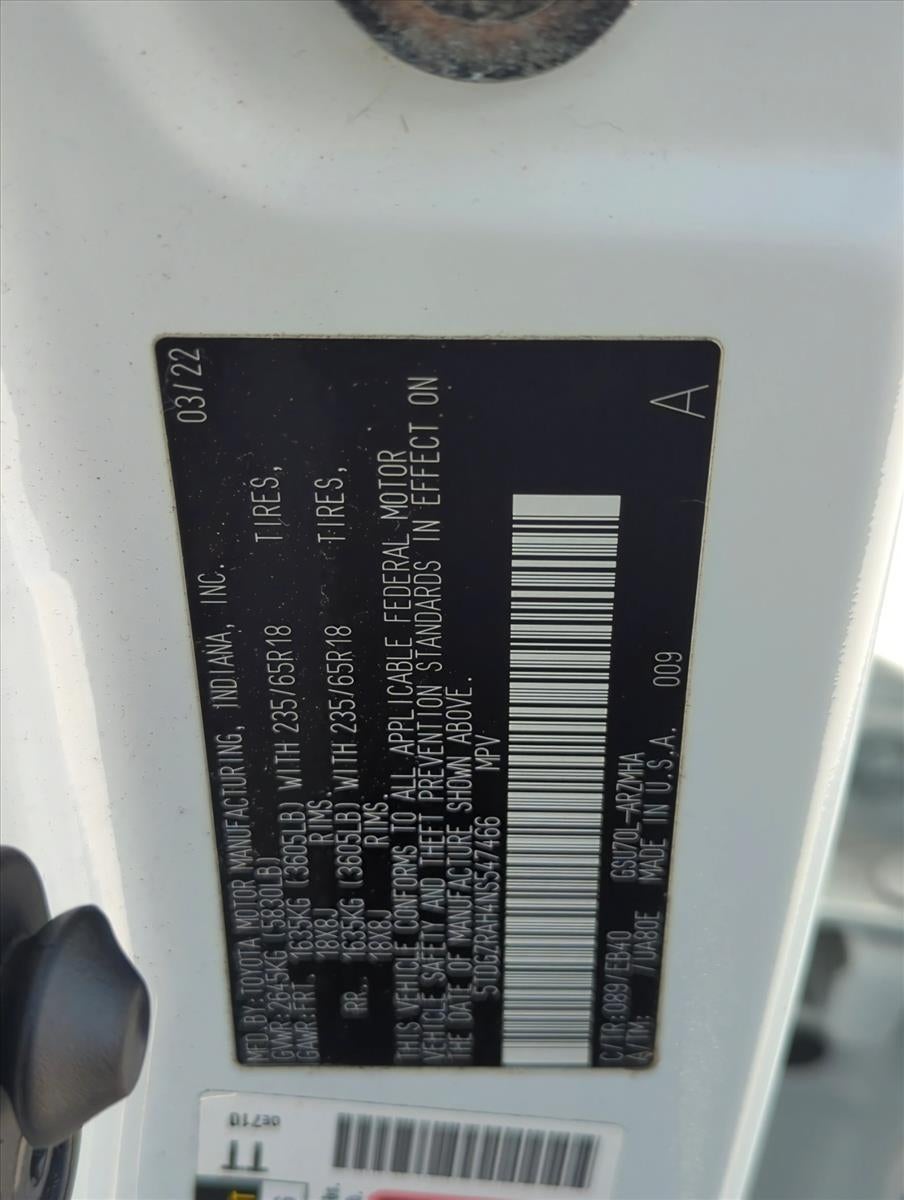 MFD.BY: TOYOTA MOTOR MANUFACTURING, INDIANA, INC. 03/22
GVWR: 2645KG (5830LB)
GAWR: FRT. 1635KG (3605LB) WITH 235/65R18 TIRES,
18X8J RIMS.
RR. 1635KG (3605LB) WITH 235/65R18 TIRES,
18X8J RIMS.
THIS VEHICLE CONFORMS TO ALL APPLICABLE FEDERAL MOTOR
VEHICLE SAFETY AND THEFT PREVENTION STANDARDS IN EFFECT ON
THE DATE OF MANUFACTURE SHOWN ABOVE.
5TDGZRAH4NS547466 MPV
C/TR: 089/EB40 GSU70L-ARZMHA
A/TM: /UA80E MADE IN U.S.A. 009 A
0E710